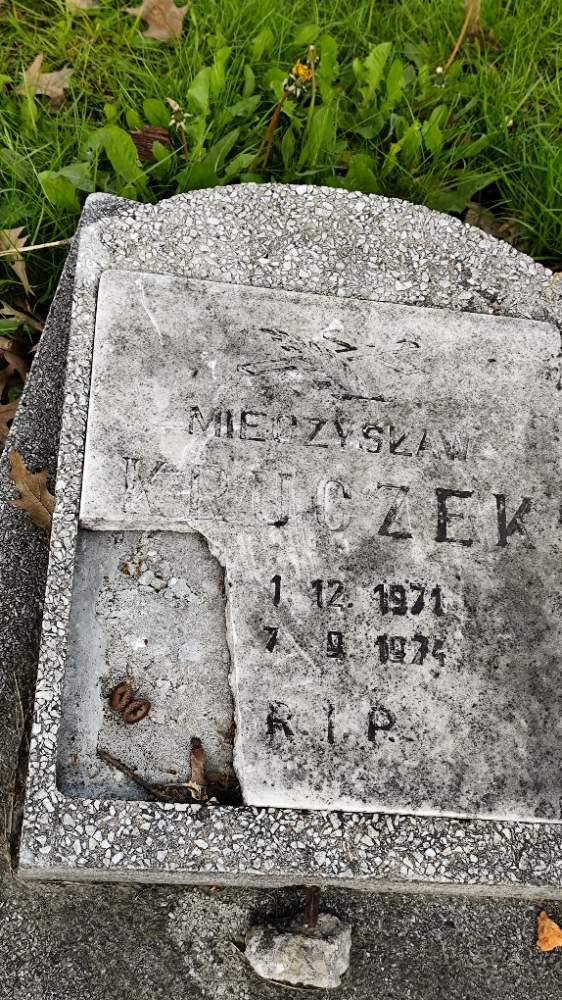 MIECZYSŁAW
KRUCZEK
1 12. 1971
7 9 1974
R.I.P.